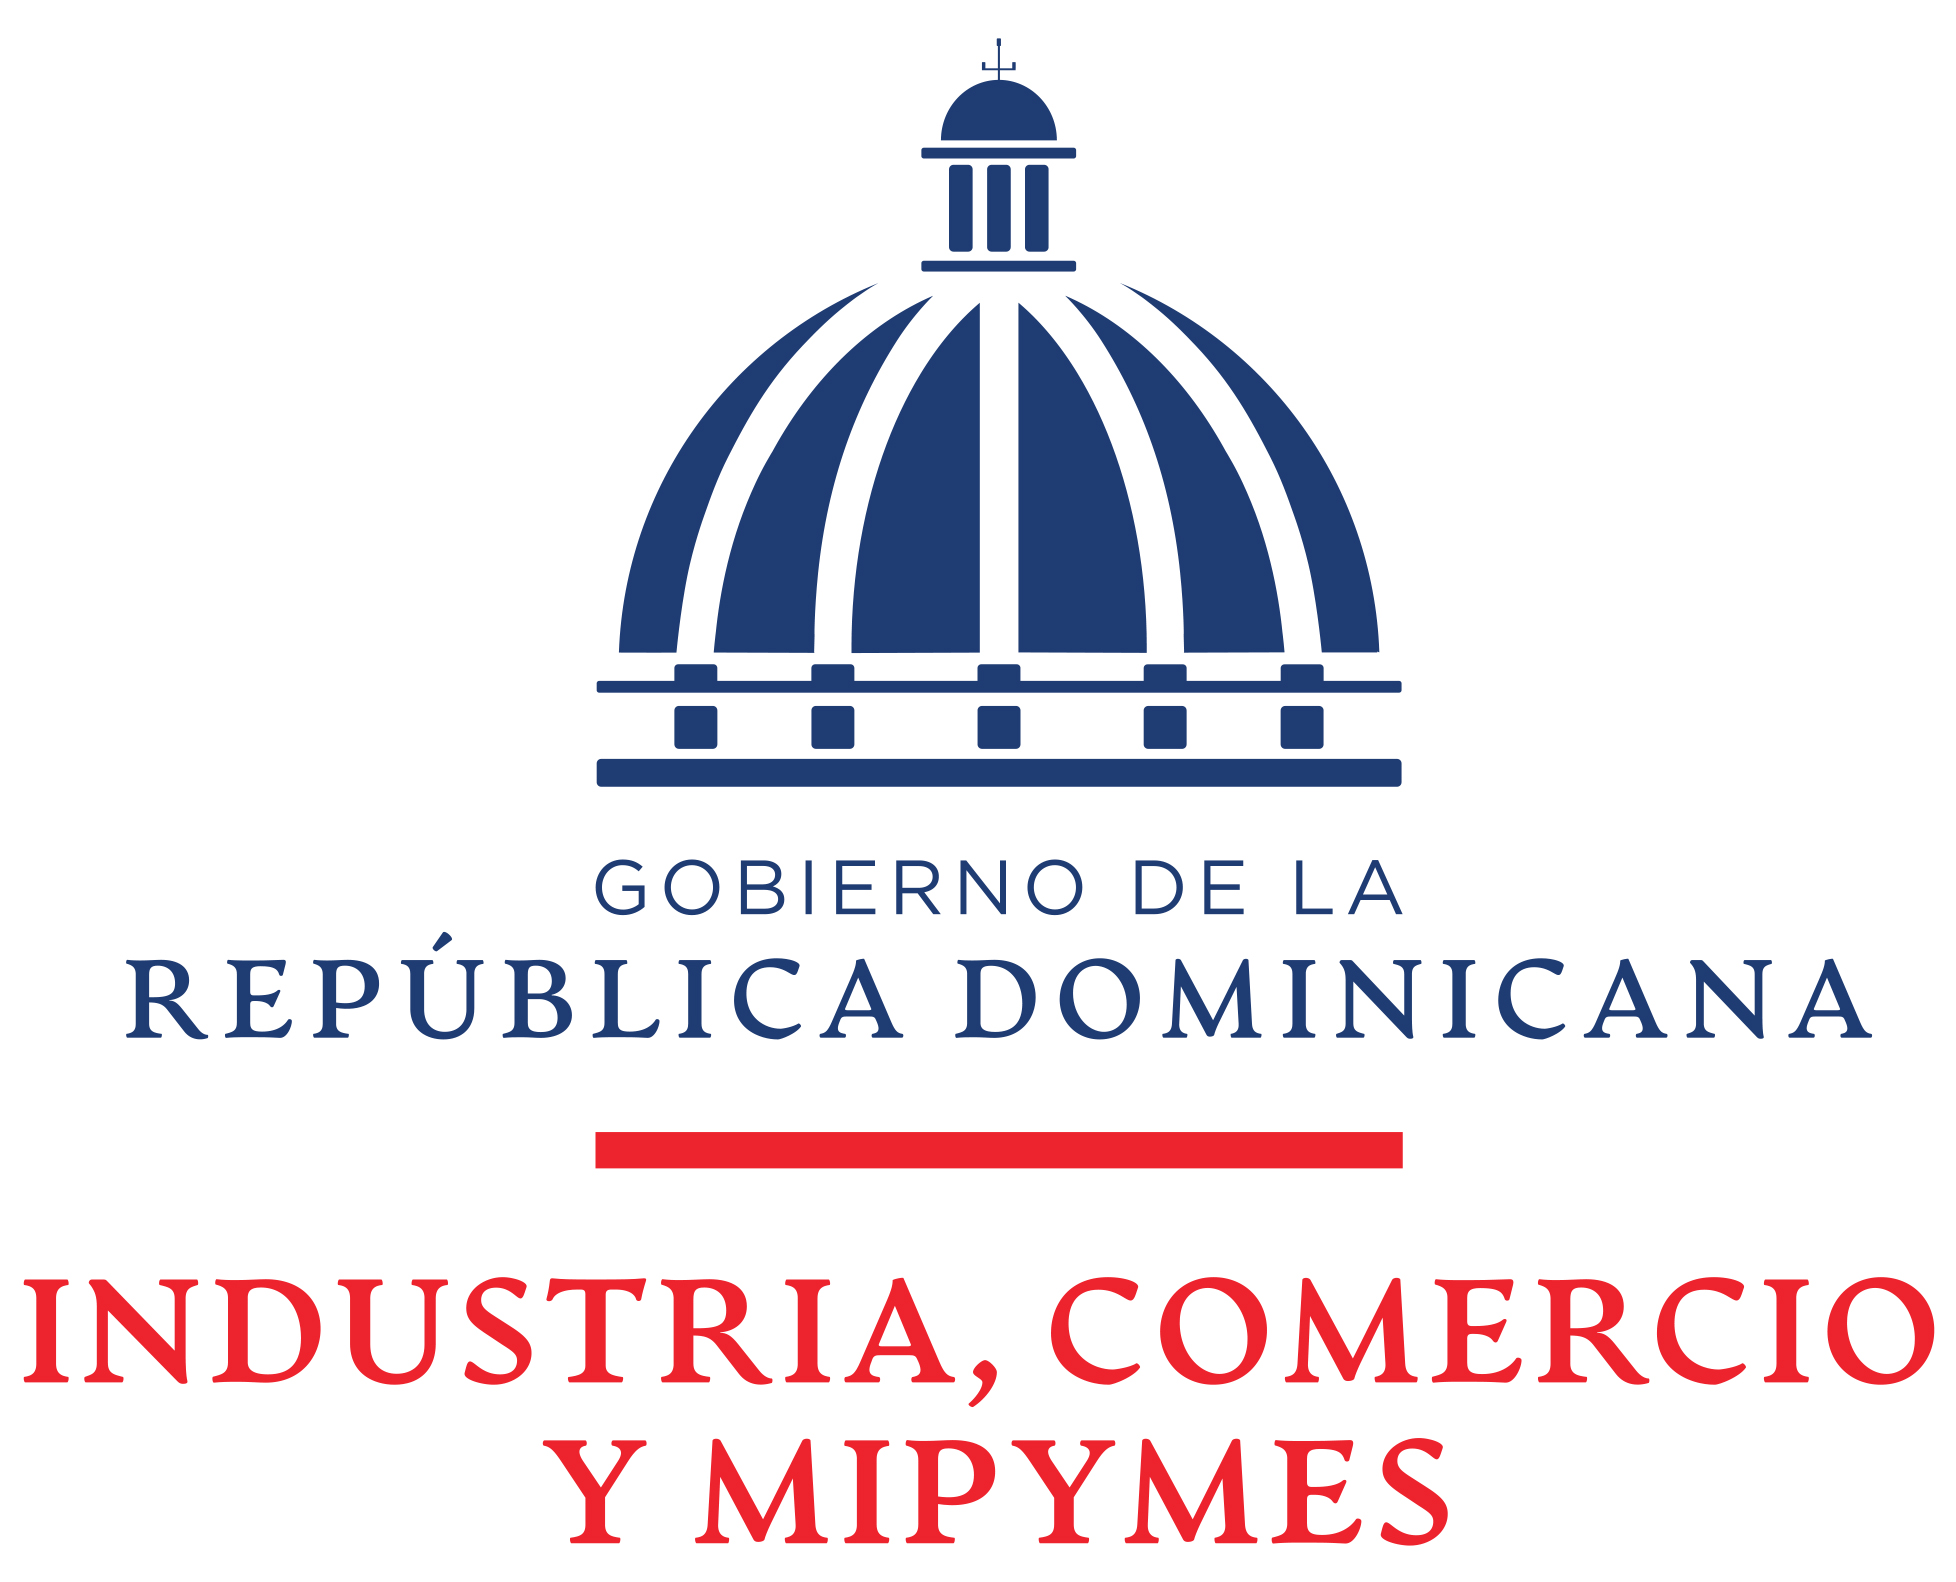 GOBIERNO DE LA
REPÚBLICA DOMINICANA
INDUSTRIA, COMERCIO
Y MIPYMES